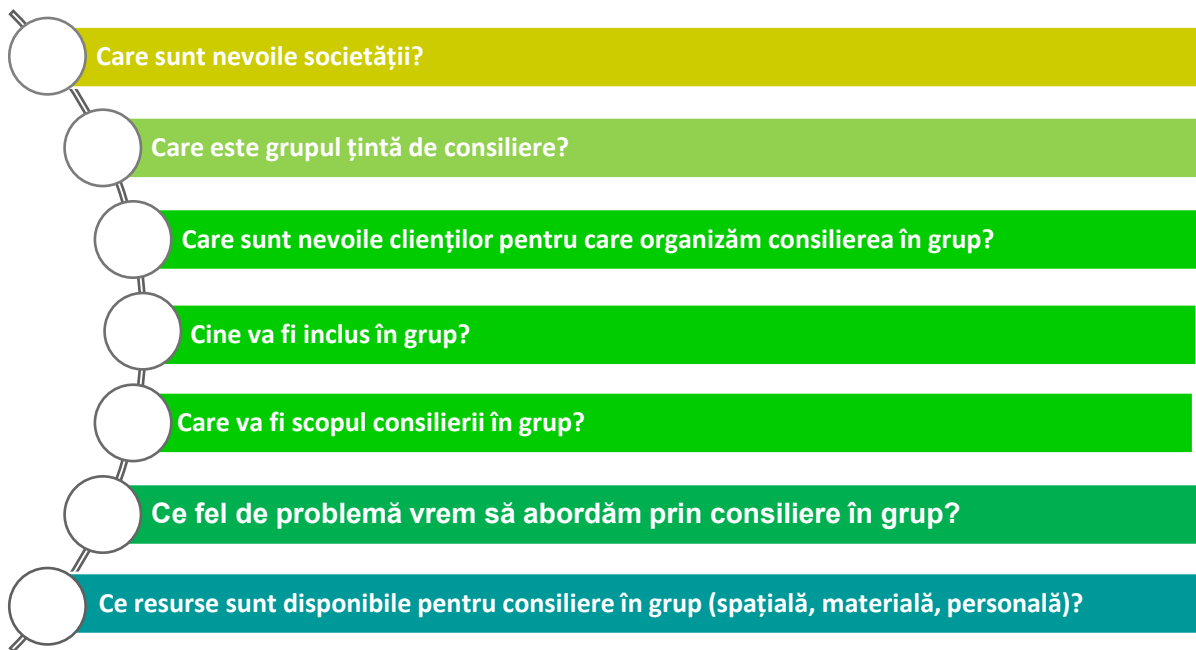 Care sunt nevoile societății?
Care este grupul țintă de consiliere?
Care sunt nevoile clienților pentru care organizăm consilierea în grup?
Cine va fi inclus în grup?
Care va fi scopul consilierii în grup?
Ce fel de problemă vrem să abordăm prin consiliere în grup?
Ce resurse sunt disponibile pentru consiliere în grup (spațială, materială, personală)?